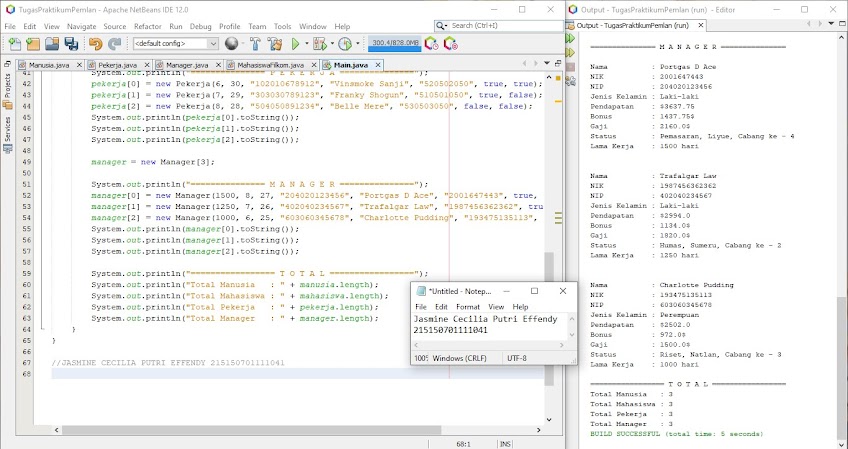 TugasPraktikumPemlan - Apache NetBeans IDE 12.0
File Edit View Navigate Source Refactor Run Debug Profile Team Tools Window Help
Search (Ctrl+I)
<default config>
300.4/828.0MB
Manusia.java Pekerja.java Manager.java MahasiswaFilkom.java Main.java
Projects
Services
41 System.out.println("================ P E K E R J A ================");
42 pekerja[0] = new Pekerja(6, 30, "102010678912", "Vinsmoke Sanji", "520502050", true, true);
43 pekerja[1] = new Pekerja(7, 29, "303030789123", "Franky Shogun", "510501050", true, false);
44 pekerja[2] = new Pekerja(8, 28, "504050891234", "Belle Mere", "530503050", false, false);
45 System.out.println(pekerja[0].toString());
46 System.out.println(pekerja[1].toString());
47 System.out.println(pekerja[2].toString());
48
49 manager = new Manager[3];
50
51 System.out.println("================ M A N A G E R ================");
52 manager[0] = new Manager(1500, 8, 27, "204020123456", "Portgas D Ace", "2001647443", true,
53 manager[1] = new Manager(1250, 7, 26, "402040234567", "Trafalgar Law", "1987456362362", tru
54 manager[2] = new Manager(1000, 6, 25, "603060345678", "Charlotte Pudding", "193475135113",
55 System.out.println(manager[0].toString());
56 System.out.println(manager[1].toString());
57 System.out.println(manager[2].toString());
58
59 System.out.println("================== T O T A L ==================");
60 System.out.println("Total Manusia : " + manusia.length);
61 System.out.println("Total Mahasiswa : " + mahasiswa.length);
62 System.out.println("Total Pekerja : " + pekerja.length);
63 System.out.println("Total Manager : " + manager.length);
64 }
65 }
66
67 //JASMINE CECILIA PUTRI EFFENDY 215150701111041
68
68:1 INS
*Untitled - Notep...
File Edit Format View Help
Jasmine Cecilia Putri Effendy
215150701111041
100% Windows (CRLF) UTF-8
Output - TugasPraktikumPemlan (run)
Output - TugasPraktikumPemlan (run)
================ M A N A G E R ================
Nama : Portgas D Ace
NIK : 2001647443
NIP : 204020123456
Jenis Kelamin : Laki-laki
Pendapatan : $3637.75
Bonus : 1437.75$
Gaji : 2160.0$
Status : Pemasaran, Liyue, Cabang ke - 4
Lama Kerja : 1500 hari
Nama : Trafalgar Law
NIK : 1987456362362
NIP : 402040234567
Jenis Kelamin : Laki-laki
Pendapatan : $2994.0
Bonus : 1134.0$
Gaji : 1820.0$
Status : Humas, Sumeru, Cabang ke - 2
Lama Kerja : 1250 hari
Nama : Charlotte Pudding
NIK : 193475135113
NIP : 603060345678
Jenis Kelamin : Perempuan
Pendapatan : $2502.0
Bonus : 972.0$
Gaji : 1500.0$
Status : Riset, Natlan, Cabang ke - 3
Lama Kerja : 1000 hari
================== T O T A L ==================
Total Manusia : 3
Total Mahasiswa : 3
Total Pekerja : 3
Total Manager : 3
BUILD SUCCESSFUL (total time: 5 seconds)